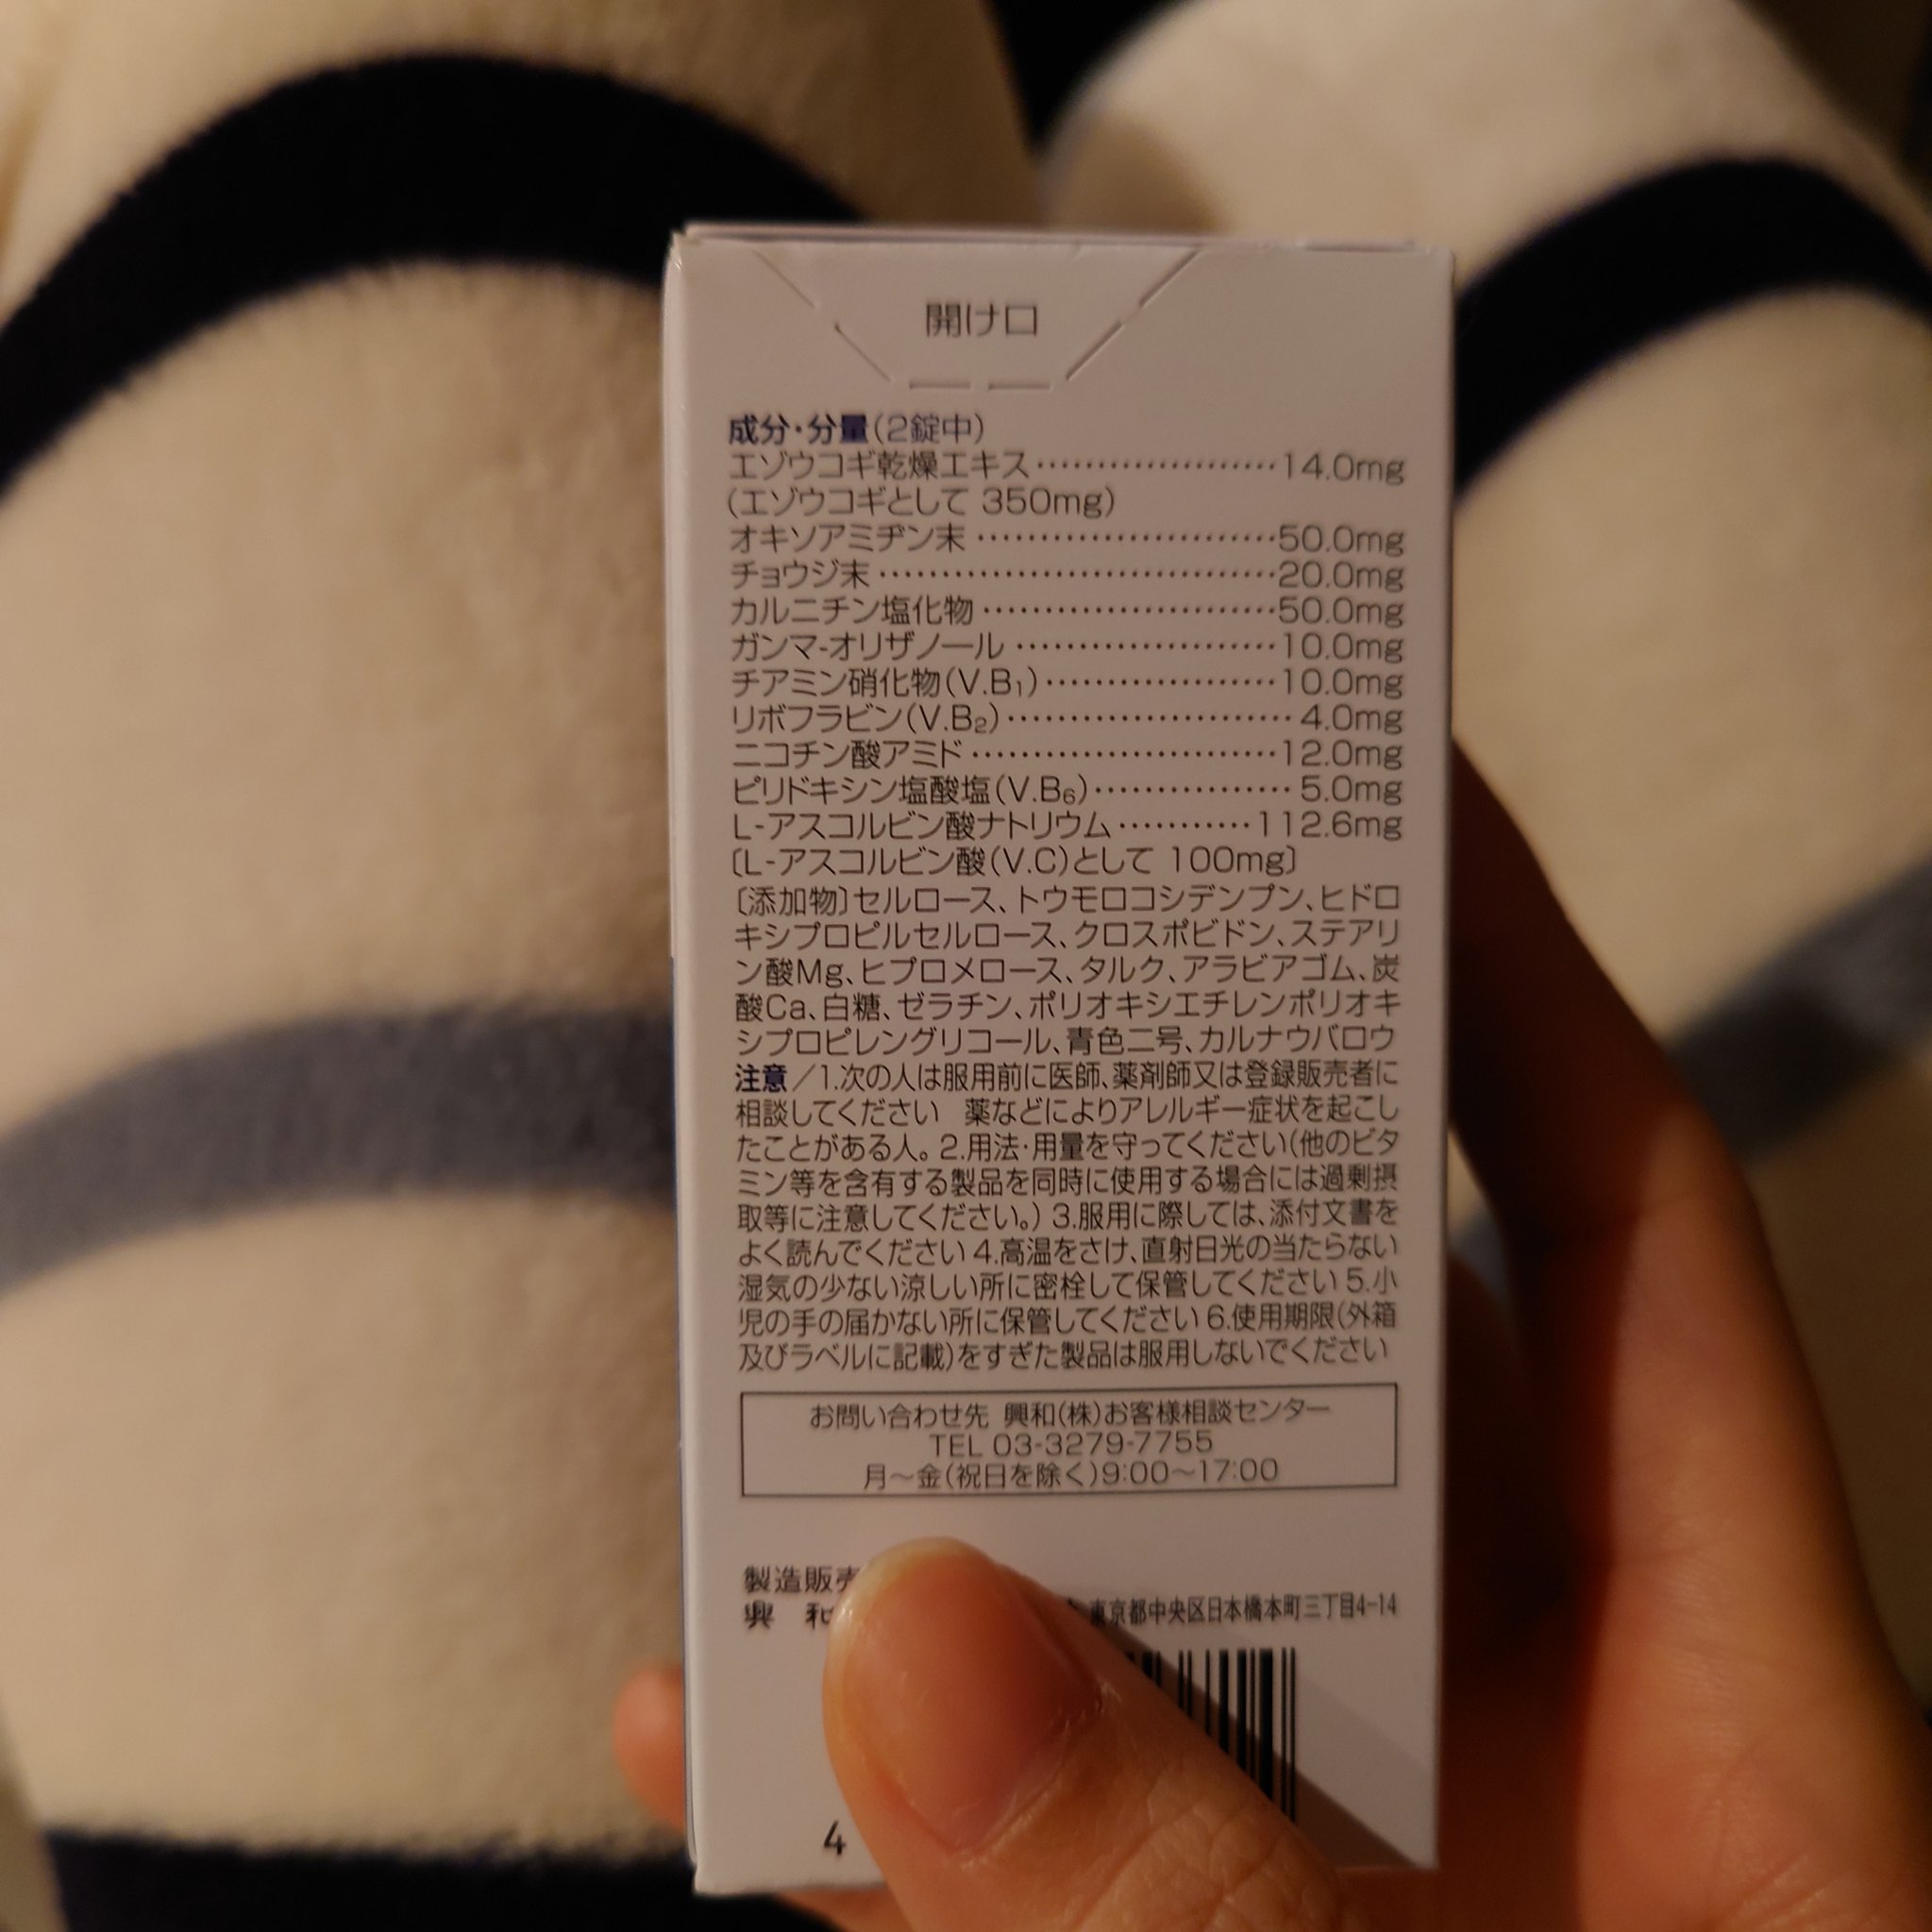 開け口
成分・分量(2錠中)
エゾウコギ乾燥エキス……………………14.0mg
(エゾウコギとして 350mg)
オキソアミヂン末…………………………50.0mg
チョウジ末…………………………………20.0mg
カルニチン塩化物…………………………50.0mg
ガンマ-オリザノール………………………10.0mg
チアミン硝化物(V.B₁)……………………10.0mg
リボフラビン(V.B₂)………………………4.0mg
ニコチン酸アミド…………………………12.0mg
ピリドキシン塩酸塩(V.B₆)………………5.0mg
L-アスコルビン酸ナトリウム…………112.6mg
〔L-アスコルビン酸(V.C)として 100mg〕
〔添加物〕セルロース、トウモロコシデンプン、ヒドロ
キシプロピルセルロース、クロスポビドン、ステアリ
ン酸Mg、ヒプロメロース、タルク、アラビアゴム、炭
酸Ca、白糖、ゼラチン、ポリオキシエチレンポリオキ
シプロピレングリコール、青色二号、カルナウバロウ
注意／1.次の人は服用前に医師、薬剤師又は登録販売者に
相談してください 薬などによりアレルギー症状を起こし
たことがある人。2.用法・用量を守ってください(他のビタ
ミン等を含有する製品を同時に使用する場合には過剰摂
取等に注意してください。) 3.服用に際しては、添付文書を
よく読んでください 4.高温をさけ、直射日光の当たらない
湿気の少ない涼しい所に密栓して保管してください 5.小
児の手の届かない所に保管してください 6.使用期限(外箱
及びラベルに記載)をすぎた製品は服用しないでください
お問い合わせ先 興和(株)お客様相談センター
TEL 03-3279-7755
月～金(祝日を除く)9:00～17:00
製造販売
興 和 東京都中央区日本橋本町三丁目4-14
4